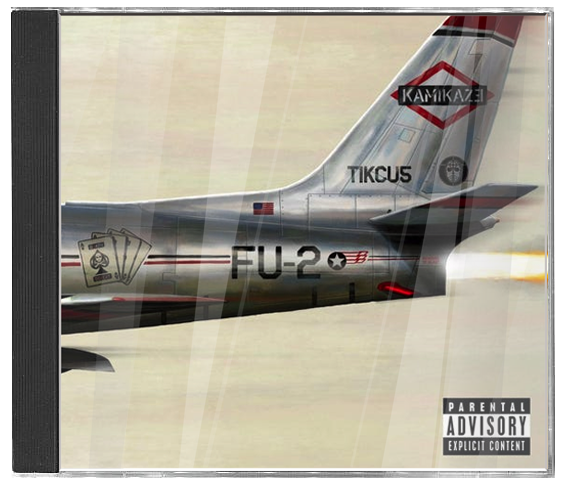 KAMIKAZE
TIKCUS
FU-2
PARENTAL
ADVISORY
EXPLICIT CONTENT